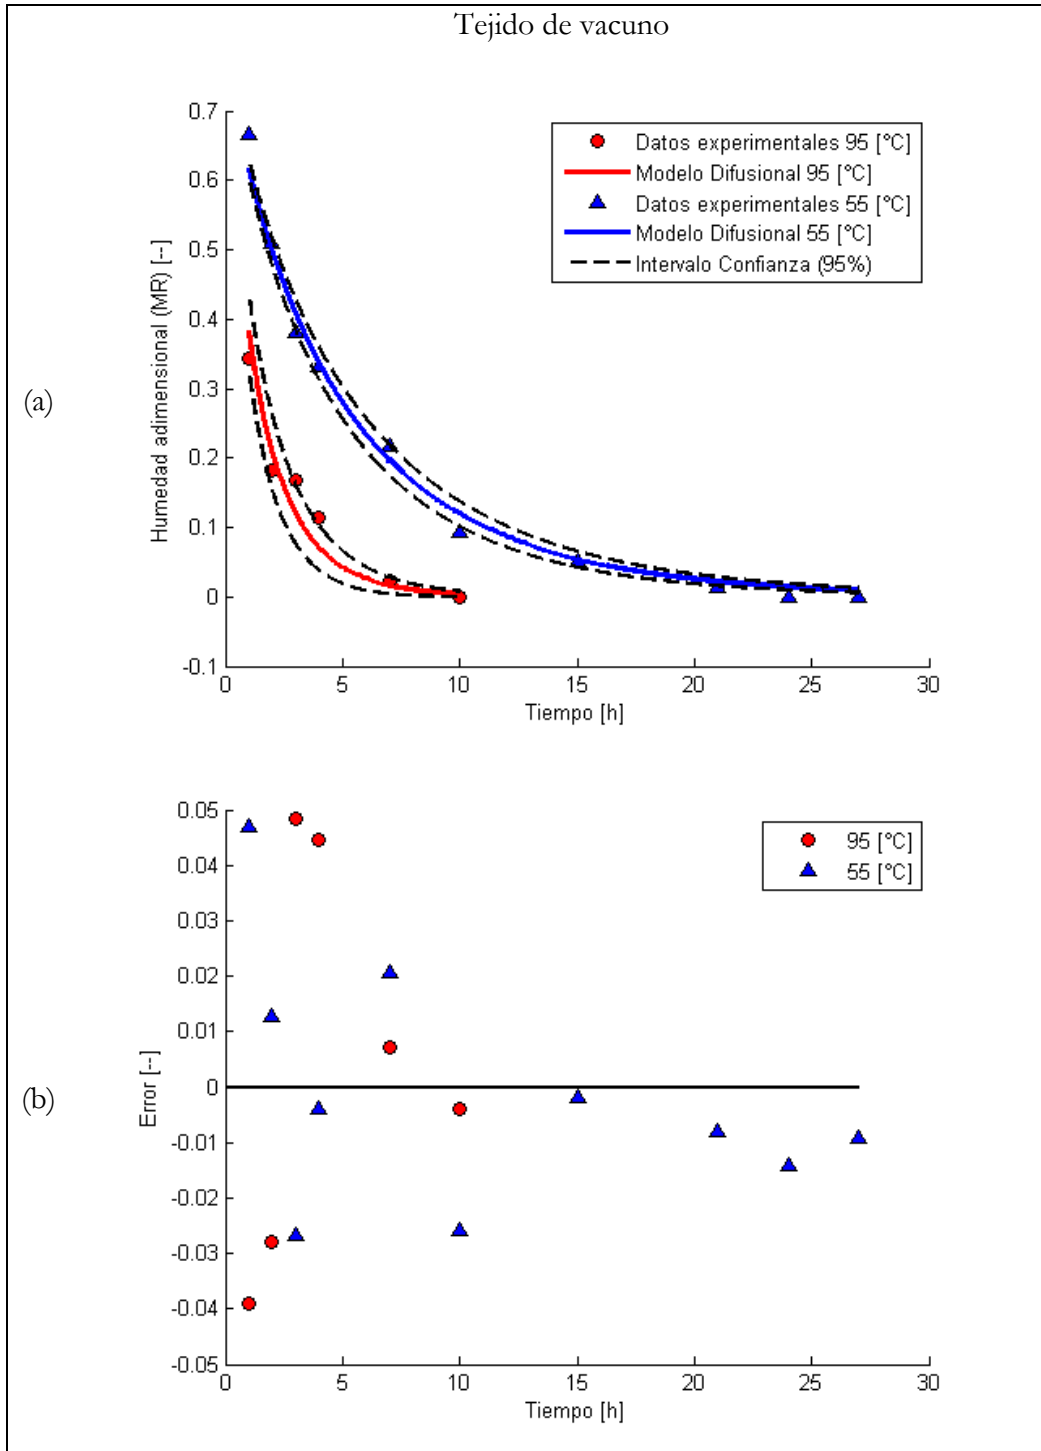 Tejido de vacuno
(a)
Humedad adimensional (MR) [--]
0.7
0.6
0.5
0.4
0.3
0.2
0.1
0
-0.1
0 5 10 15 20 25 30
Tiempo [h]
Datos experimentales 95 [°C]
Modelo Difusional 95 [°C]
Datos experimentales 55 [°C]
Modelo Difusional 55 [°C]
Intervalo Confianza (95%)
(b)
Error [--]
0.05
0.04
0.03
0.02
0.01
0
-0.01
-0.02
-0.03
-0.04
-0.05
0 5 10 15 20 25 30
Tiempo [h]
95 [°C]
55 [°C]